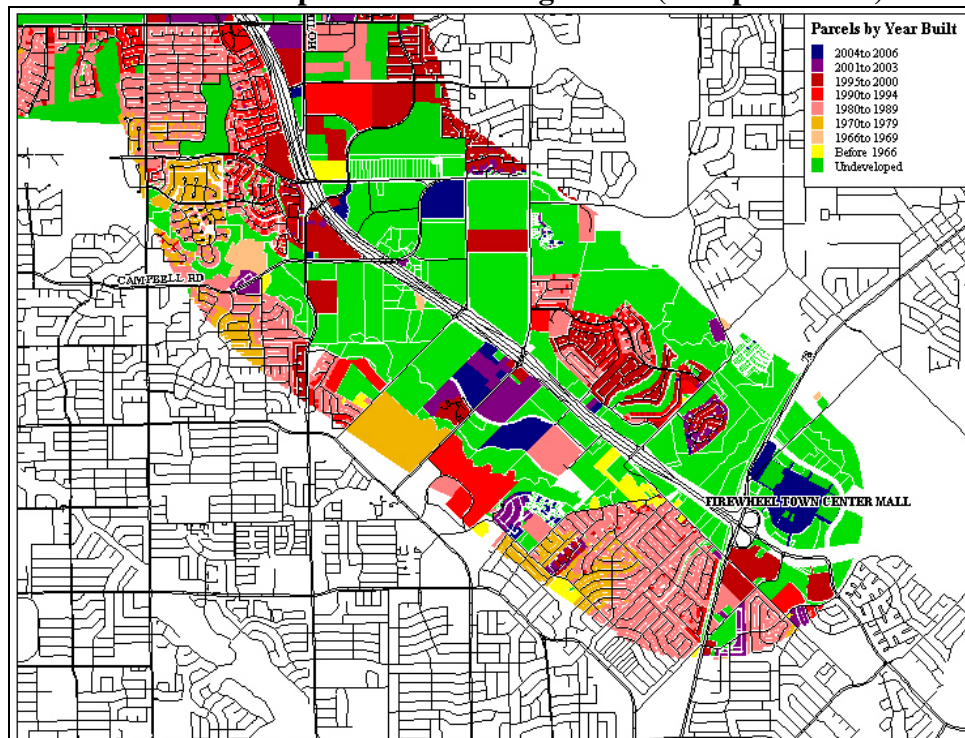 Parcels by Year Built
2004to 2006
2001to 2003
1995to 2000
1990to 1994
1980to 1989
1970to 1979
1966to 1969
Before 1966
Undeveloped
CAMPBELL RD
FIREWHEEL TOWN CENTER MALL
78